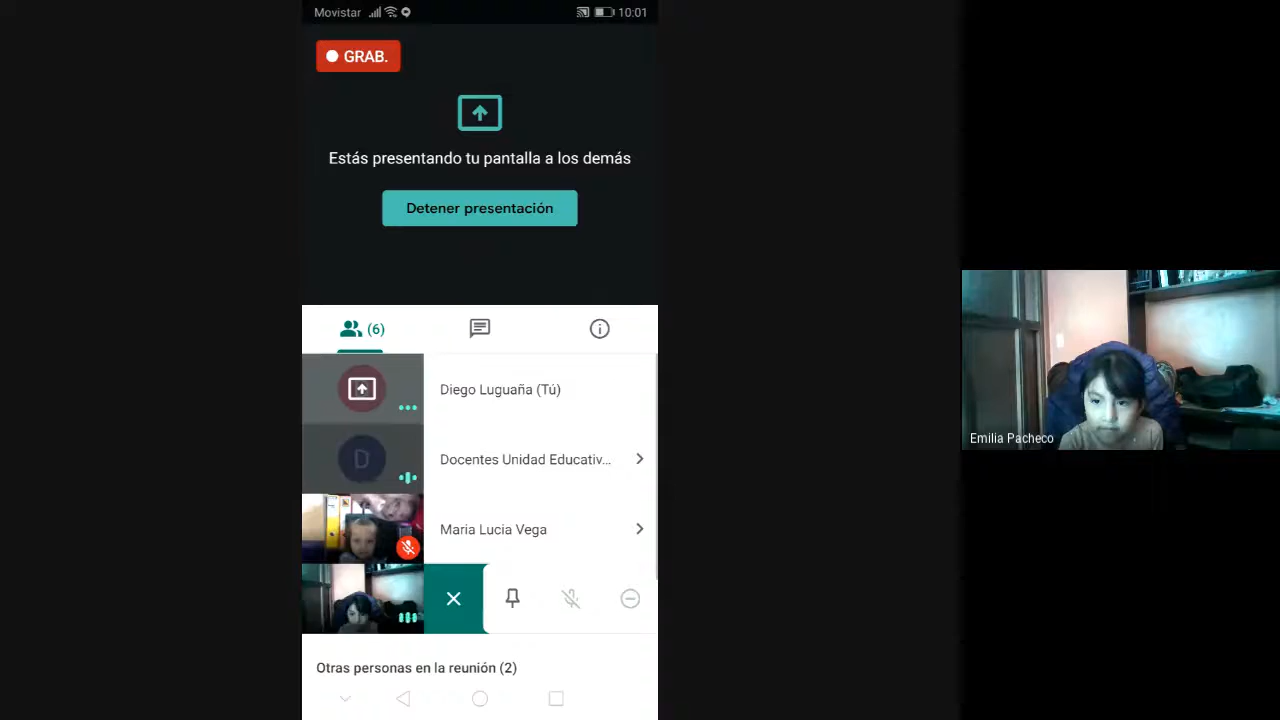 Movistar 10:01
GRAB.
Estás presentando tu pantalla a los demás
Detener presentación
(6)
Diego Luguaña (Tú)
D
Docentes Unidad Educativ...
Maria Lucia Vega
Emilia Pacheco
Otras personas en la reunión (2)